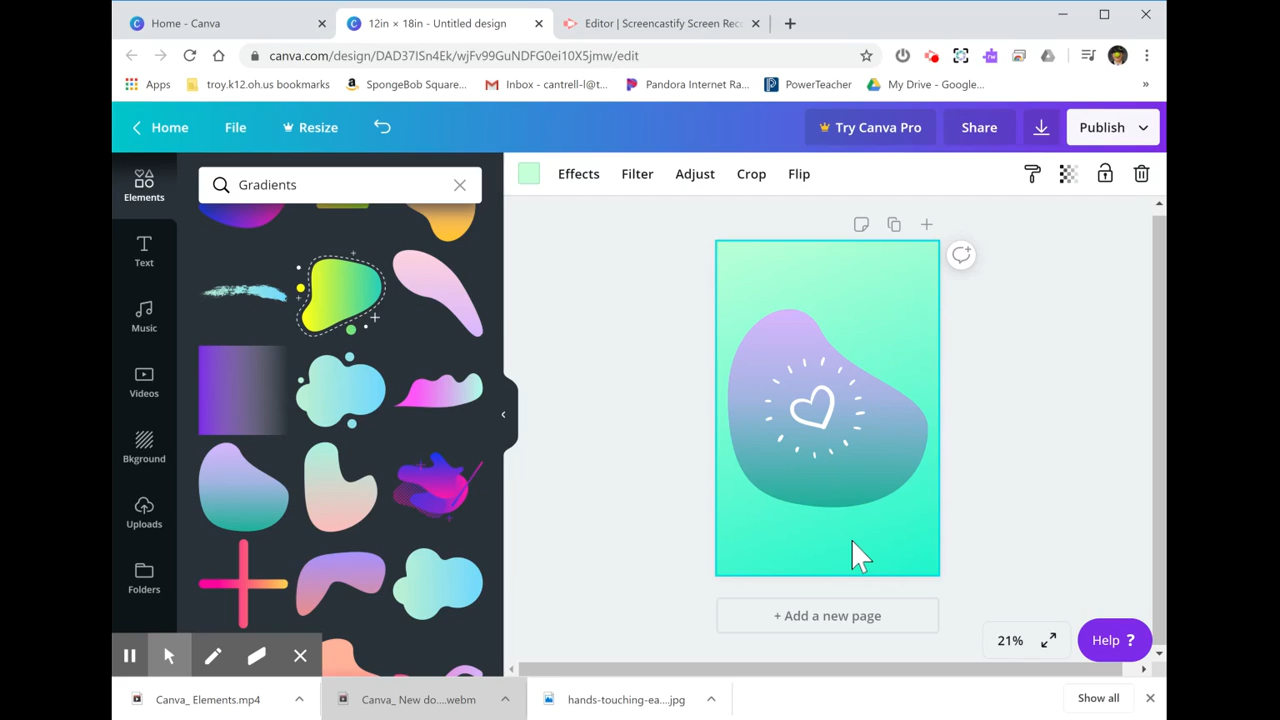 Home - Canva
12in × 18in - Untitled design
Editor | Screencastify Screen Rec
canva.com/design/DAD37ISn4Ek/wjFv99GuNDFG0ei10X5jmw/edit
Apps
troy.k12.oh.us bookmarks
SpongeBob Square...
Inbox - cantrell-l@t...
Pandora Internet Ra...
PowerTeacher
My Drive - Google...
»
Home
File
Resize
Try Canva Pro
Share
Publish
Elements
Gradients
Effects
Filter
Adjust
Crop
Flip
Text
Music
Videos
Bkground
Uploads
Folders
+ Add a new page
21%
Help ?
Canva_ Elements.mp4
Canva_ New do....webm
hands-touching-ea....jpg
Show all